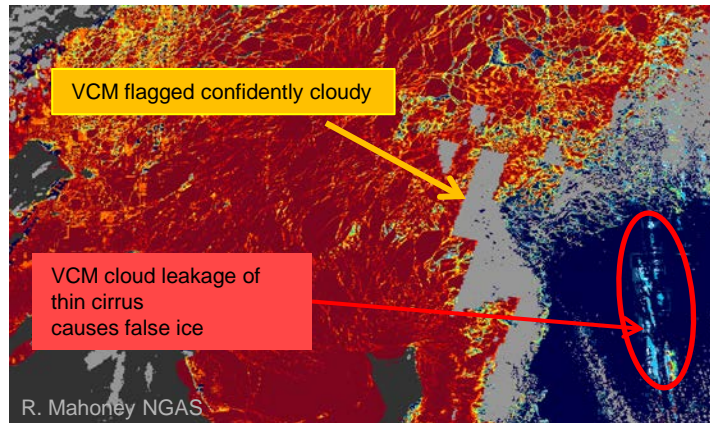 VCM flagged confidently cloudy
VCM cloud leakage of
thin cirrus
causes false ice
R. Mahoney NGAS